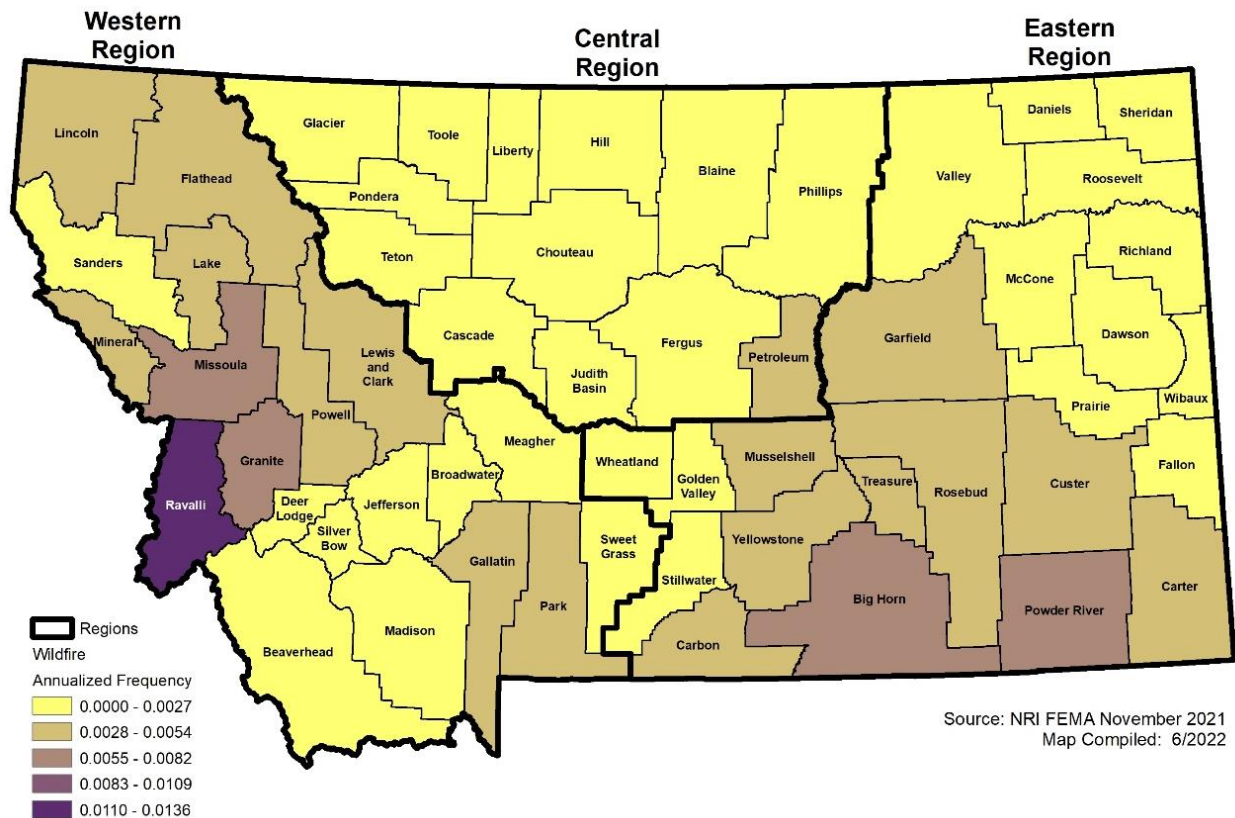 Western
Region
Central
Region
Eastern
Region
Lincoln
Flathead
Glacier
Toole
Liberty
Hill
Blaine
Phillips
Valley
Daniels
Sheridan
Roosevelt
Pondera
Teton
Chouteau
Sanders
Lake
Richland
McCone
Dawson
Garfield
Mineral
Missoula
Lewis
and
Clark
Cascade
Judith
Basin
Fergus
Petroleum
Prairie
Wibaux
Powell
Granite
Ravalli
Meagher
Wheatland
Golden
Valley
Musselshell
Treasure
Rosebud
Custer
Fallon
Deer
Lodge
Silver
Bow
Jefferson
Broadwater
Sweet
Grass
Stillwater
Yellowstone
Gallatin
Park
Big Horn
Powder River
Carter
Beaverhead
Madison
Carbon
Regions
Wildfire
Annualized Frequency
0.0000 - 0.0027
0.0028 - 0.0054
0.0055 - 0.0082
0.0083 - 0.0109
0.0110 - 0.0136
Source: NRI FEMA November 2021
Map Compiled: 6/2022